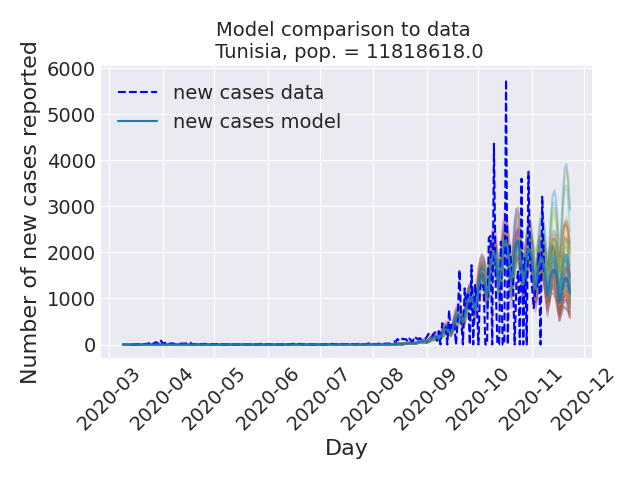 Model comparison to data
Tunisia, pop. = 11818618.0
Number of new cases reported
6000
5000
4000
3000
2000
1000
0
new cases data
new cases model
2020-03
2020-04
2020-05
2020-06
2020-07
2020-08
2020-09
2020-10
2020-11
2020-12
Day